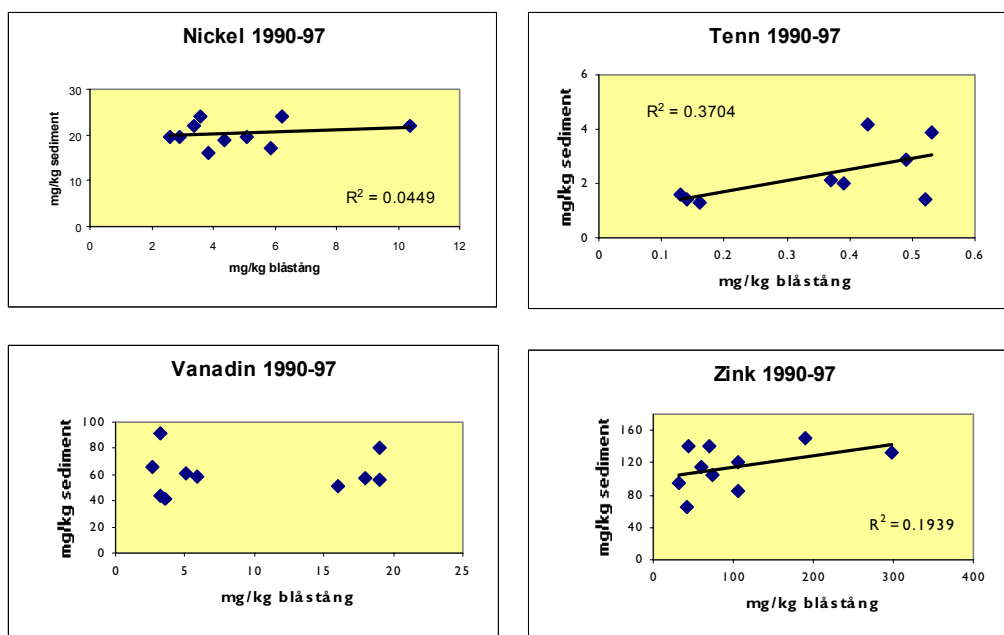 Nickel 1990-97
mg/kg sediment
30
20
10
0
R² = 0.0449
0 2 4 6 8 10 12
mg/kg blåstång
Tenn 1990-97
mg/kg sediment
6
4
2
0
R² = 0.3704
0 0.1 0.2 0.3 0.4 0.5 0.6
mg/kg blåstång
Vanadin 1990-97
mg/kg sediment
100
80
60
40
20
0
0 5 10 15 20 25
mg/kg blåstång
Zink 1990-97
mg/kg sediment
160
120
80
40
0
R² = 0.1939
0 100 200 300 400
mg/kg blåstång